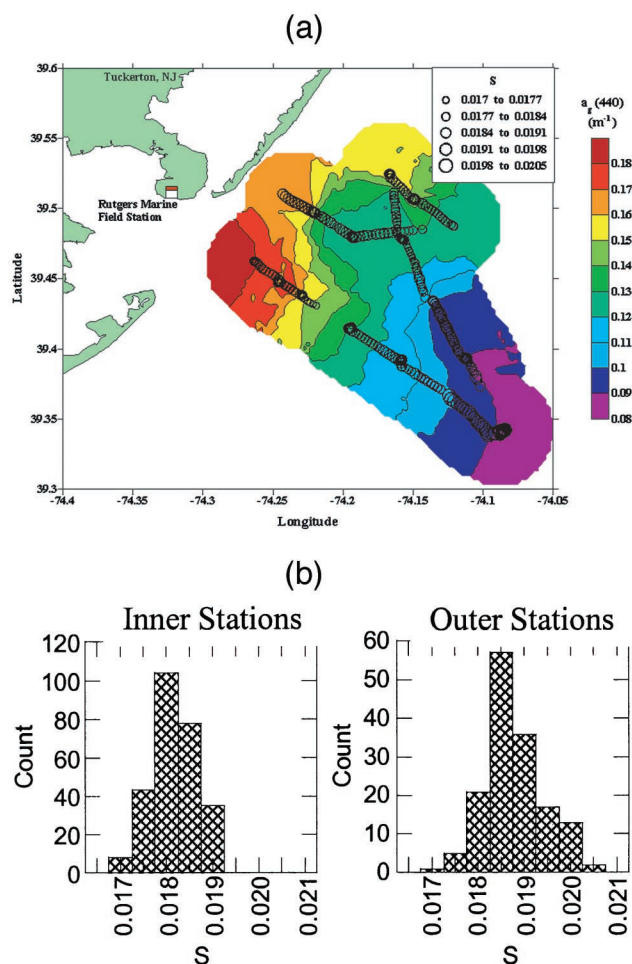 (a)
Tuckerton, NJ
Rutgers Marine
Field Station
S
0.017 to 0.0177
0.0177 to 0.0184
0.0184 to 0.0191
0.0191 to 0.0198
0.0198 to 0.0205
a_g (440)
(m⁻¹)
0.18
0.17
0.16
0.15
0.14
0.13
0.12
0.11
0.1
0.09
0.08
Latitude
39.6
39.55
39.5
39.45
39.4
39.35
39.3
-74.4 -74.35 -74.3 -74.25 -74.2 -74.15 -74.1 -74.05
Longitude
(b)
Inner Stations
Count
120
100
80
60
40
20
0
0.017 0.018 0.019 0.020 0.021
S
Outer Stations
Count
60
50
40
30
20
10
0
0.017 0.018 0.019 0.020 0.021
S